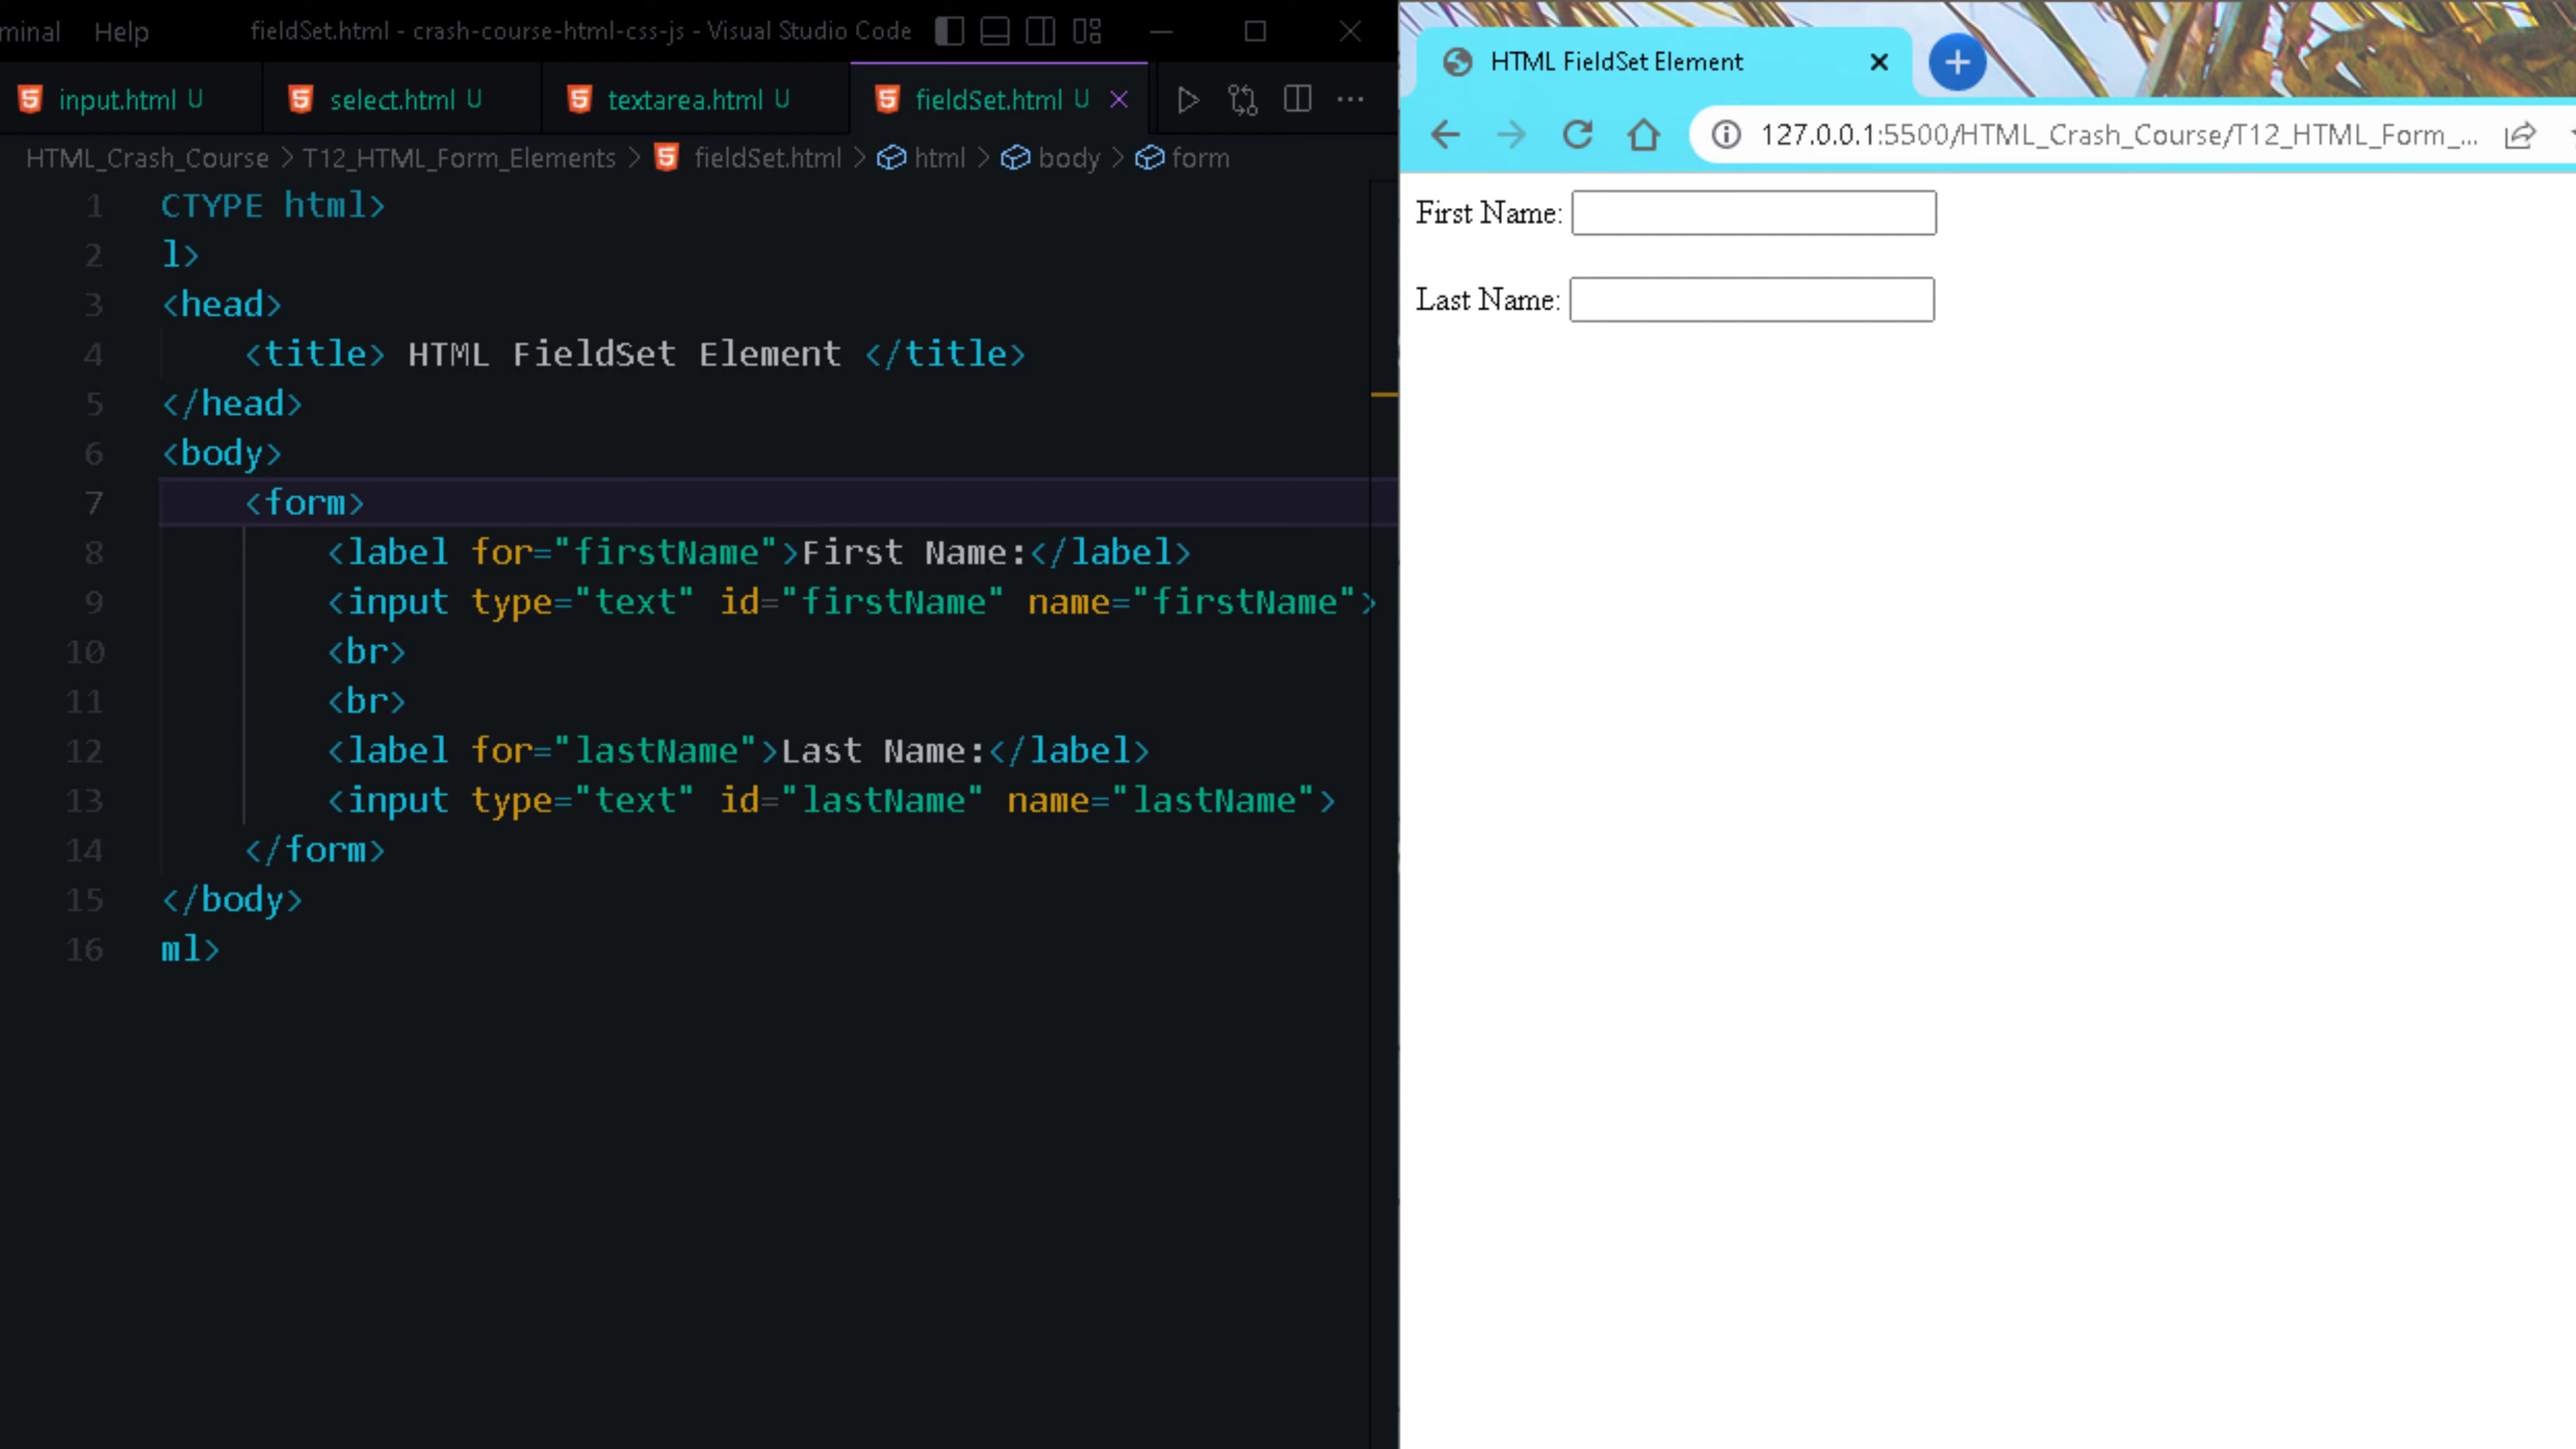 minal Help fieldSet.html - crash-course-html-css-js - Visual Studio Code
input.html U select.html U textarea.html U fieldSet.html U
HTML_Crash_Course > T12_HTML_Form_Elements > fieldSet.html > html > body > form
1 CTYPE html>
2 l>
3 <head>
4 <title> HTML FieldSet Element </title>
5 </head>
6 <body>
7 <form>
8 <label for="firstName">First Name:</label>
9 <input type="text" id="firstName" name="firstName">
10 <br>
11 <br>
12 <label for="lastName">Last Name:</label>
13 <input type="text" id="lastName" name="lastName">
14 </form>
15 </body>
16 ml>
HTML FieldSet Element
127.0.0.1:5500/HTML_Crash_Course/T12_HTML_Form_...
First Name:
Last Name: